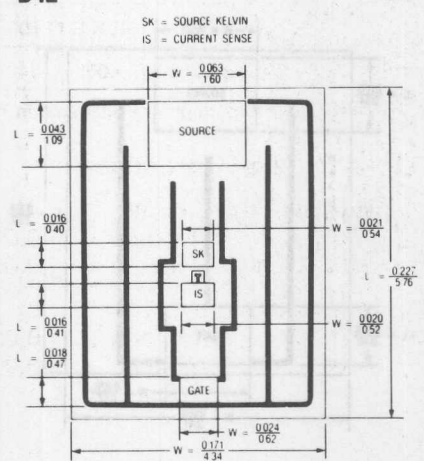 SK = SOURCE KELVIN
IS = CURRENT SENSE
W = 0.063
1.60
L = 0.043
1.09
SOURCE
L = 0.016
0.40
W = 0.021
0.54
SK
L = 0.227
5.76
IS
L = 0.016
0.41
W = 0.020
0.52
L = 0.018
0.47
GATE
W = 0.024
0.62
W = 0.171
4.34